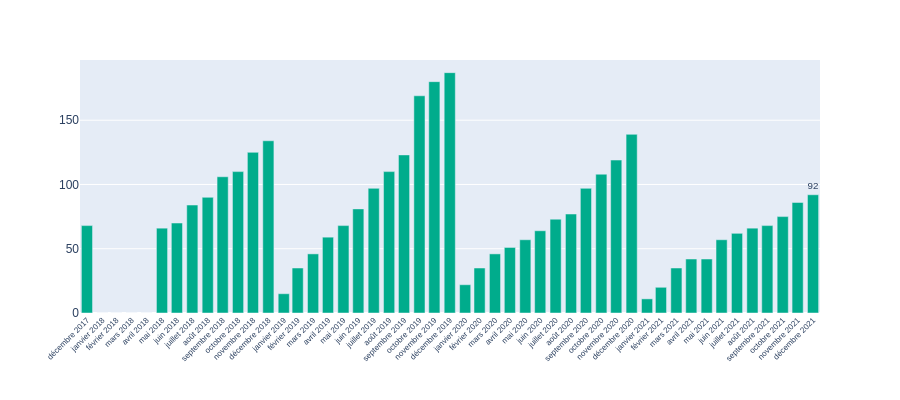 150
100
50
0
92
décembre 2017
janvier 2018
février 2018
mars 2018
avril 2018
mai 2018
juin 2018
juillet 2018
août 2018
septembre 2018
octobre 2018
novembre 2018
décembre 2018
janvier 2019
février 2019
mars 2019
avril 2019
mai 2019
juin 2019
juillet 2019
août 2019
septembre 2019
octobre 2019
novembre 2019
décembre 2019
janvier 2020
février 2020
mars 2020
avril 2020
mai 2020
juin 2020
juillet 2020
août 2020
septembre 2020
octobre 2020
novembre 2020
décembre 2020
janvier 2021
février 2021
mars 2021
avril 2021
mai 2021
juin 2021
juillet 2021
août 2021
septembre 2021
octobre 2021
novembre 2021
décembre 2021